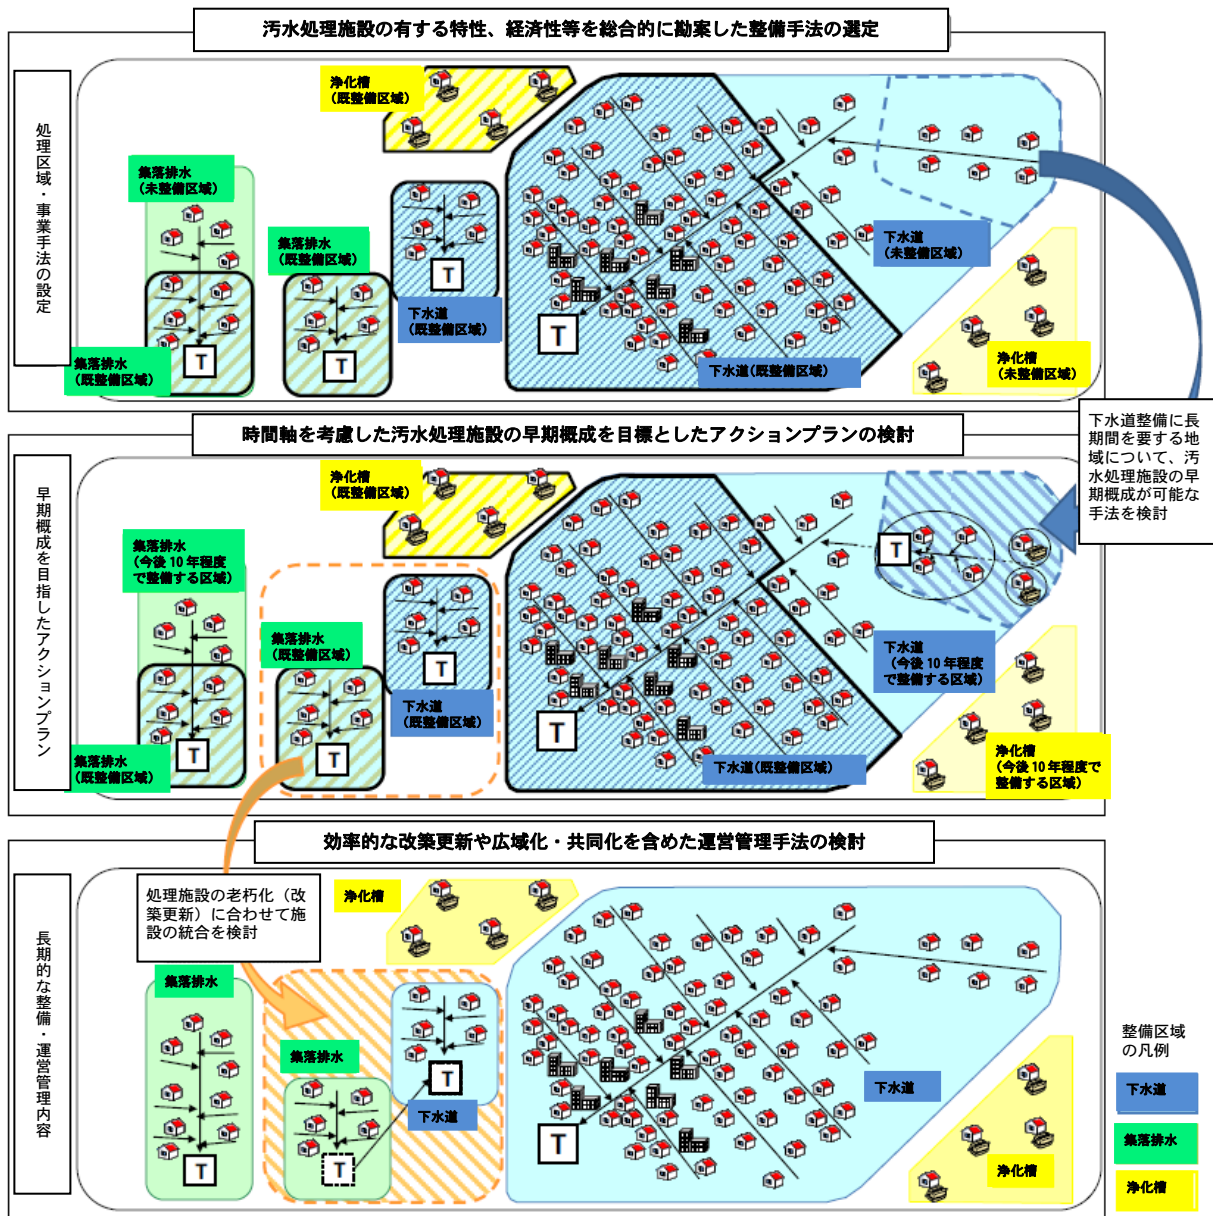 汚水処理施設の有する特性、経済性等を総合的に勘案した整備手法の選定
処理区域・事業手法の設定
浄化槽
(既整備区域)
集落排水
(未整備区域)
集落排水
(既整備区域)
下水道
(未整備区域)
T
下水道
(既整備区域)
T
T
T
集落排水
(既整備区域)
下水道(既整備区域)
浄化槽
(未整備区域)
時間軸を考慮した汚水処理施設の早期概成を目標としたアクションプランの検討
下水道整備に長
期間を要する地
域について、汚
水処理施設の早
期概成が可能な
手法を検討
早期概成を目指したアクションプラン
浄化槽
(既整備区域)
集落排水
(今後 10 年程度
で整備する区域)
T
集落排水
(既整備区域)
下水道
(今後 10 年程度
で整備する区域)
T
下水道
(既整備区域)
T
T
T
集落排水
(既整備区域)
下水道(既整備区域)
浄化槽
(今後 10 年程度で
整備する区域)
効率的な改築更新や広域化・共同化を含めた運営管理手法の検討
長期的な整備・運営管理内容
処理施設の老朽化（改
築更新）に合わせて施
設の統合を検討
浄化槽
集落排水
集落排水
T
下水道
下水道
T
T
T
浄化槽
整備区域
の凡例
下水道
集落排水
浄化槽